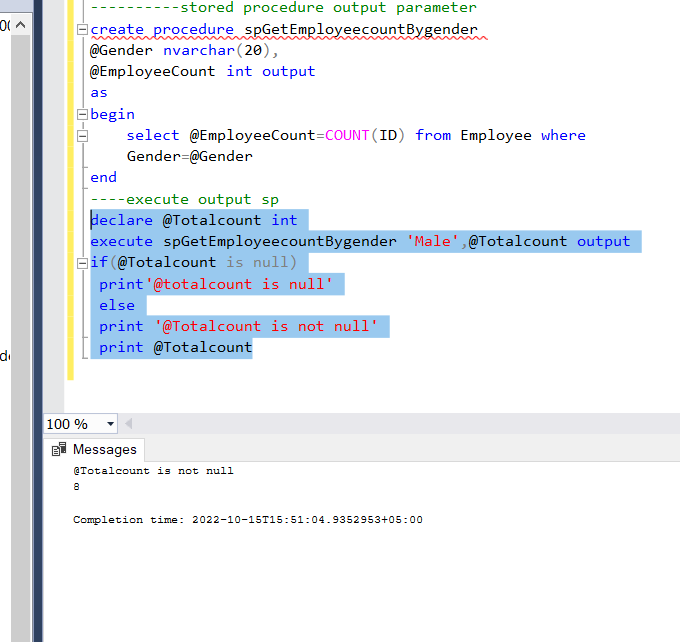 ----------stored procedure output parameter
create procedure spGetEmployeecountBygender
@Gender nvarchar(20),
@EmployeeCount int output
as
begin
select @EmployeeCount=COUNT(ID) from Employee where
Gender=@Gender
end
----execute output sp
declare @Totalcount int
execute spGetEmployeecountBygender 'Male',@Totalcount output
if(@Totalcount is null)
print'@totalcount is null'
else
print '@Totalcount is not null'
print @Totalcount
100 %
Messages
@Totalcount is not null
8
Completion time: 2022-10-15T15:51:04.9352953+05:00